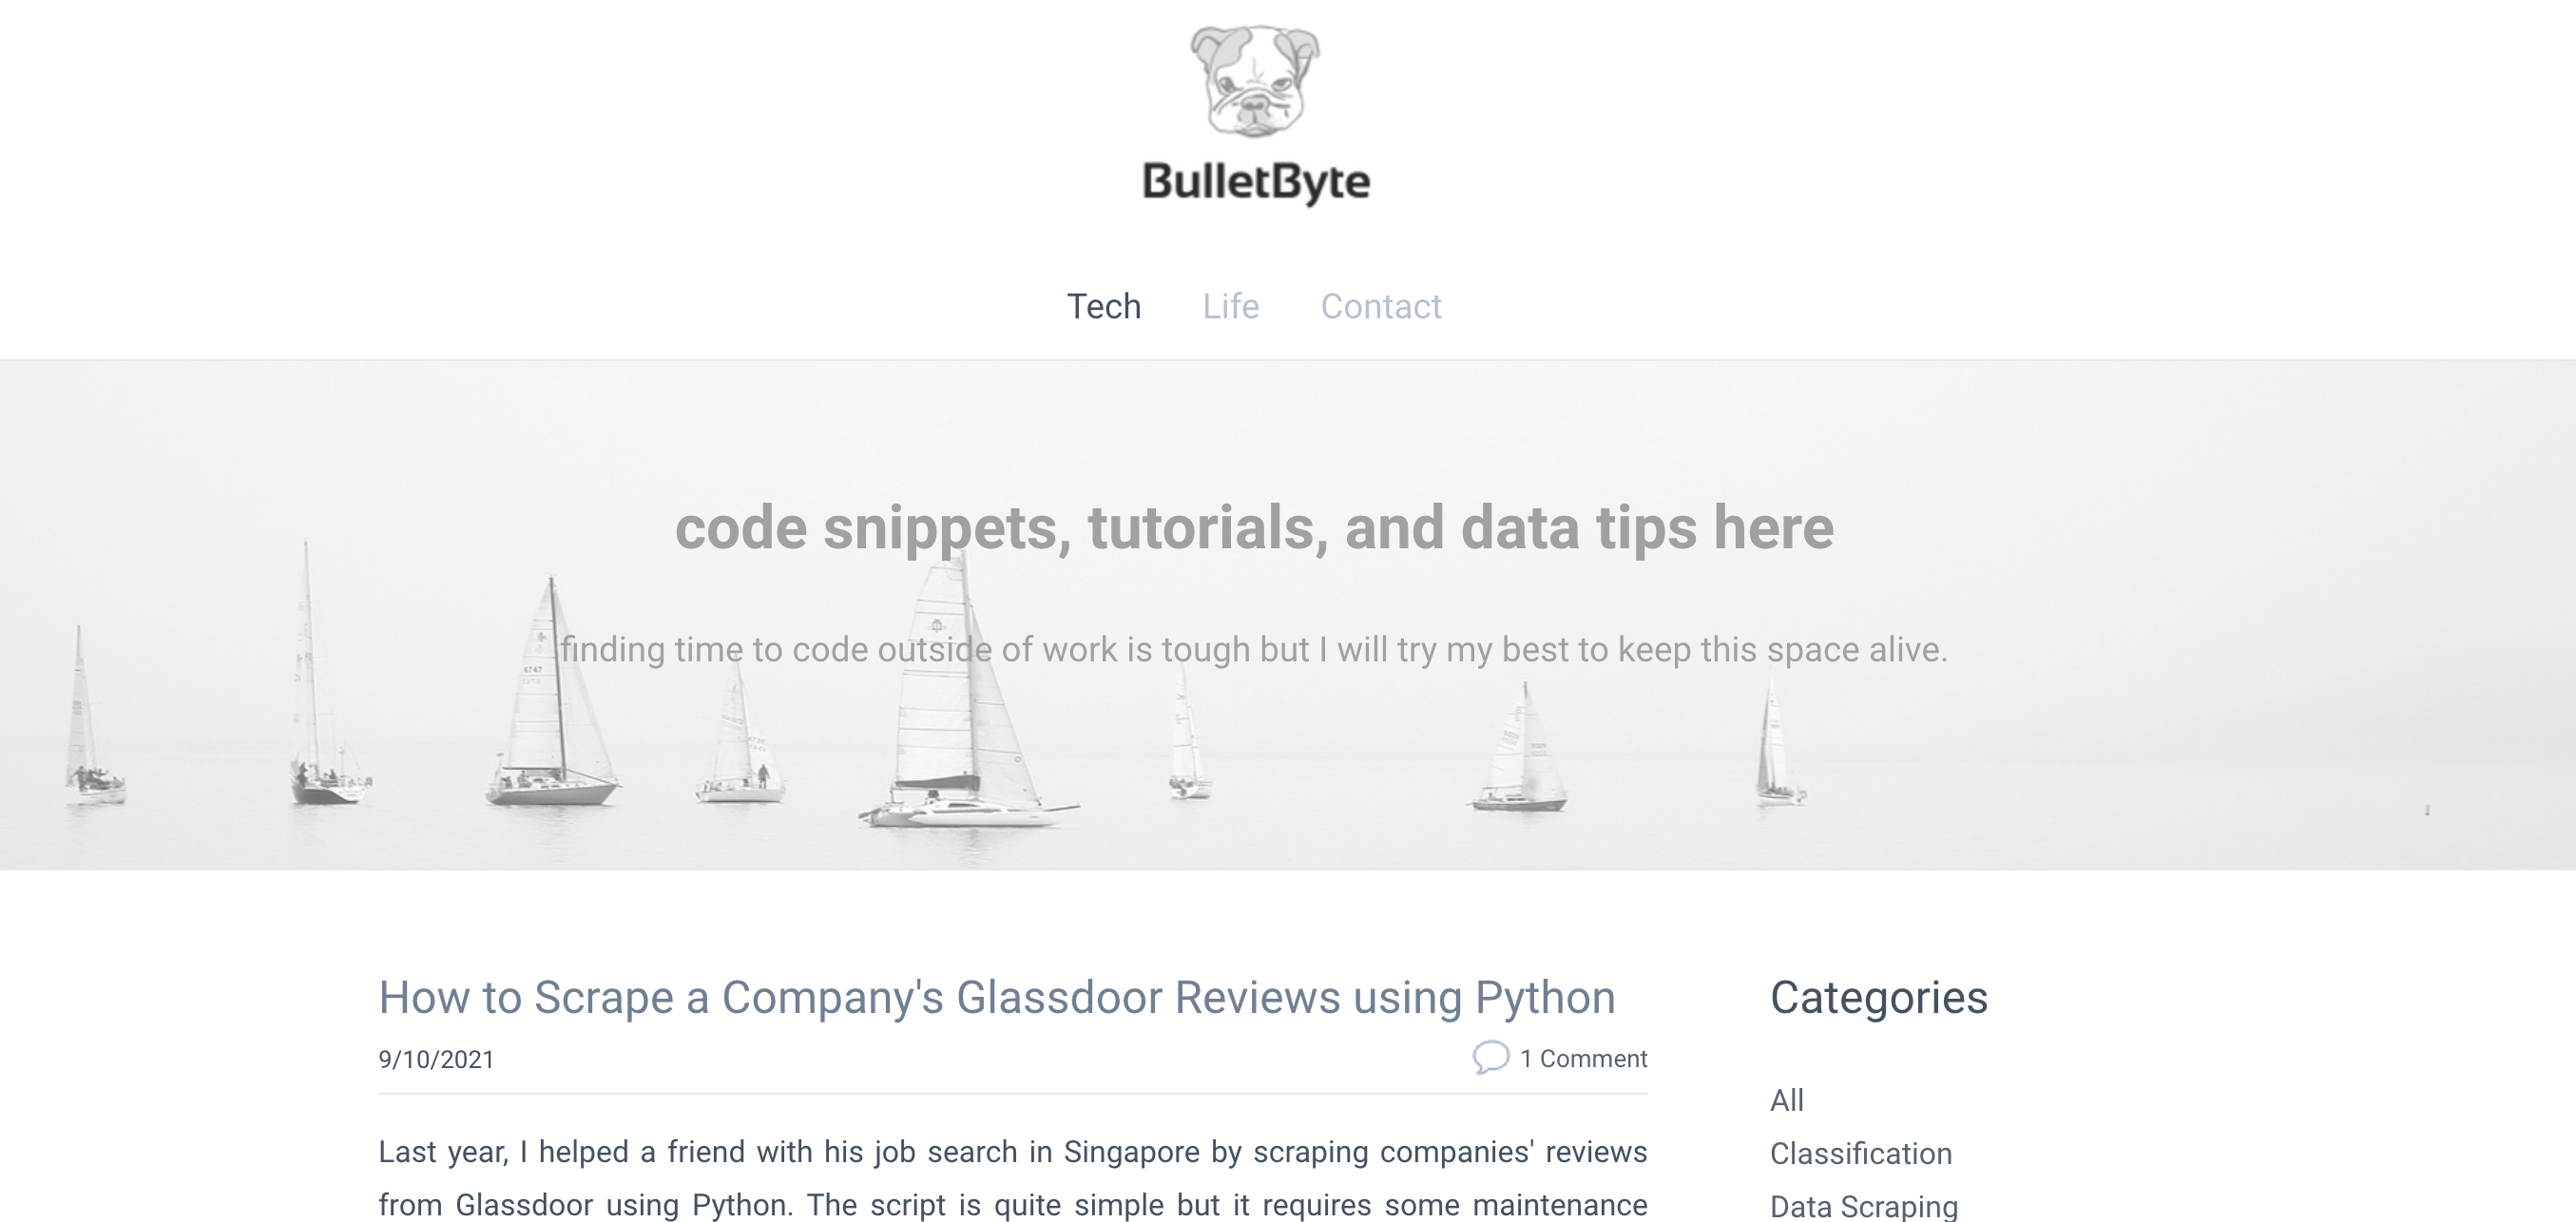 BulletByte
Tech Life Contact
code snippets, tutorials, and data tips here
finding time to code outside of work is tough but I will try my best to keep this space alive.
6747
How to Scrape a Company's Glassdoor Reviews using Python
9/10/2021
1 Comment
Last year, I helped a friend with his job search in Singapore by scraping companies' reviews
from Glassdoor using Python. The script is quite simple but it requires some maintenance
Categories
All
Classification
Data Scraping